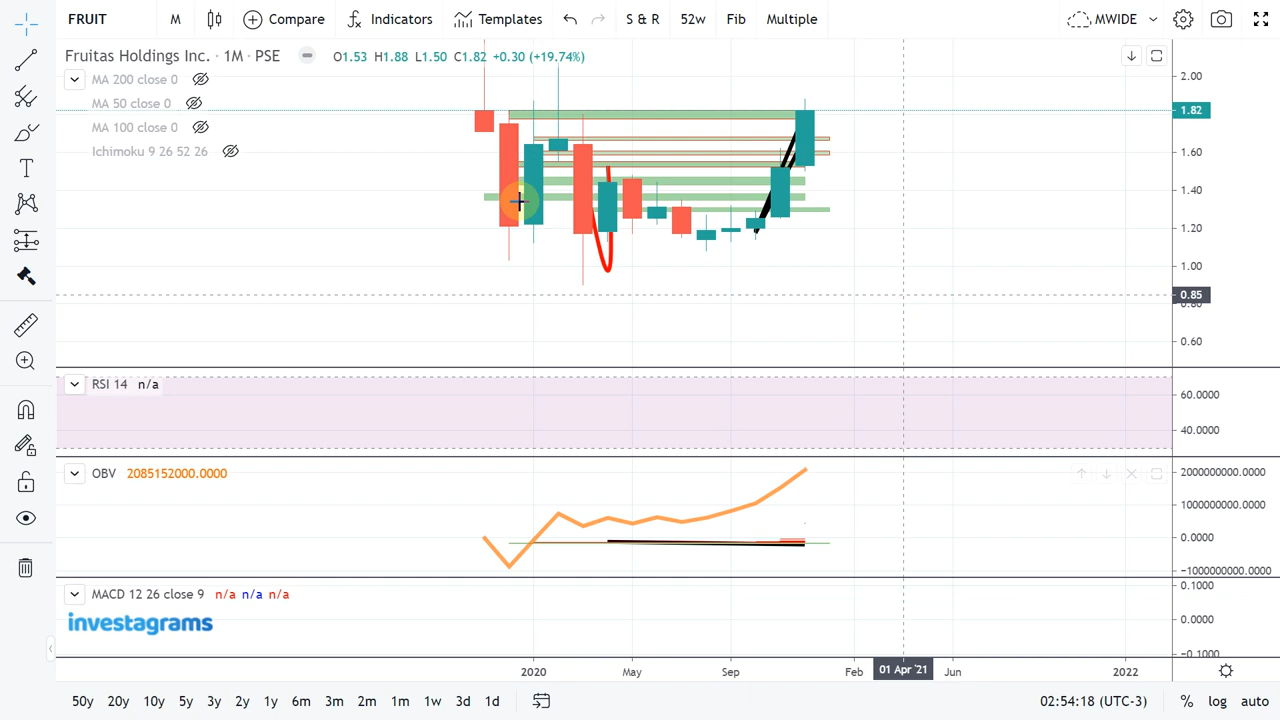 FRUIT M Compare Indicators Templates S & R 52w Fib Multiple MWIDE
Fruitas Holdings Inc. · 1M · PSE O1.53 H1.88 L1.50 C1.82 +0.30 (+19.74%)
MA 200 close 0
MA 50 close 0
MA 100 close 0
Ichimoku 9 26 52 26
2.00
1.82
1.60
1.40
1.20
1.00
0.85
0.80
0.60
RSI 14 n/a
60.0000
40.0000
OBV 2085152000.0000
2000000000.0000
1000000000.0000
0.0000
−1000000000.0000
MACD 12 26 close 9 n/a n/a n/a
0.1000
0.0000
−0.1000
investagrams
2020 May Sep Feb 01 Apr '21 Jun 2022
50y 20y 10y 5y 3y 2y 1y 6m 3m 2m 1m 1w 3d 1d 02:54:18 (UTC-3) % log auto